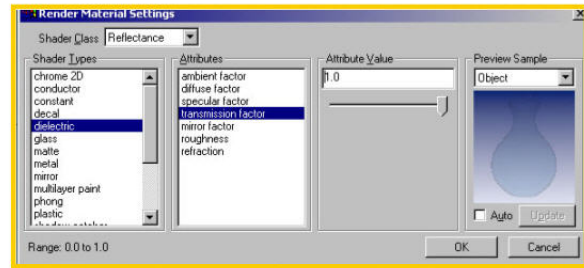 Render Material Settings
Shader Class Reflectance
Shader Types
chrome 2D
conductor
constant
decal
dielectric
glass
matte
metal
mirror
multilayer paint
phong
plastic
Attributes
ambient factor
diffuse factor
specular factor
transmission factor
mirror factor
roughness
refraction
Attribute Value
1.0
Preview Sample
Object
Auto
Update
Range: 0.0 to 1.0
OK
Cancel